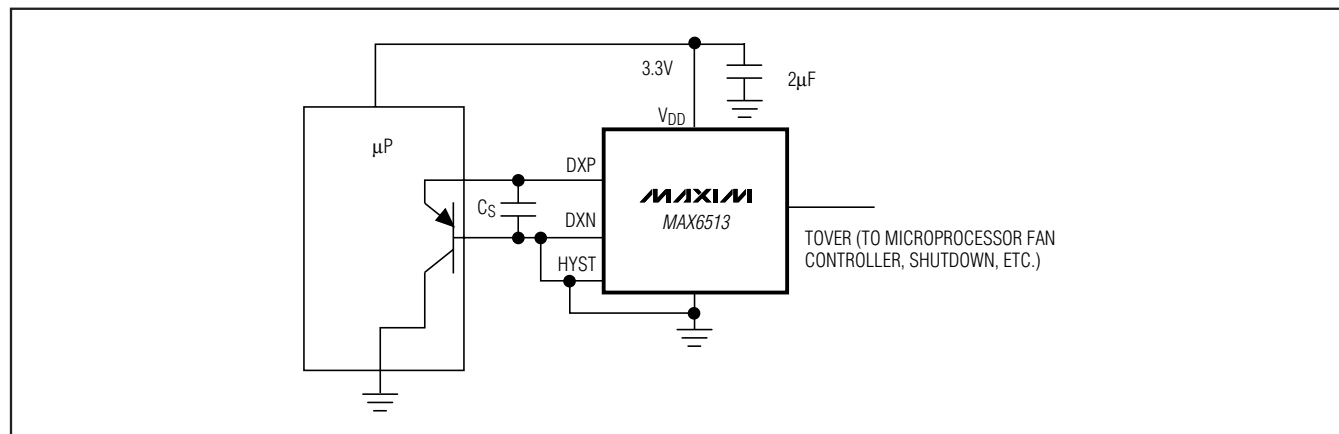 3.3V
2μF
VDD
μP
DXP
CS
DXN
HYST
MAXIM
MAX6513
TOVER (TO MICROPROCESSOR FAN
CONTROLLER, SHUTDOWN, ETC.)